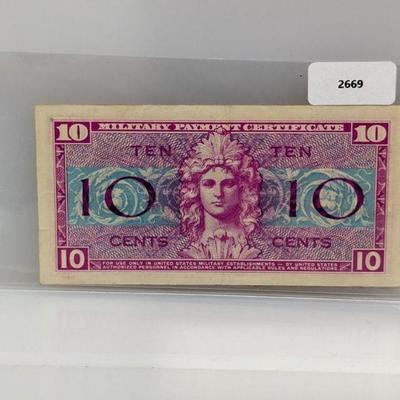 2669
10 MILITARY PAYMENT CERTIFICATE 10
TEN TEN
10 10
CENTS CENTS
10 10
FOR USE ONLY IN UNITED STATES MILITARY ESTABLISHMENTS — BY UNITED STATES
AUTHORIZED PERSONNEL IN ACCORDANCE WITH APPLICABLE RULES AND REGULATIONS.